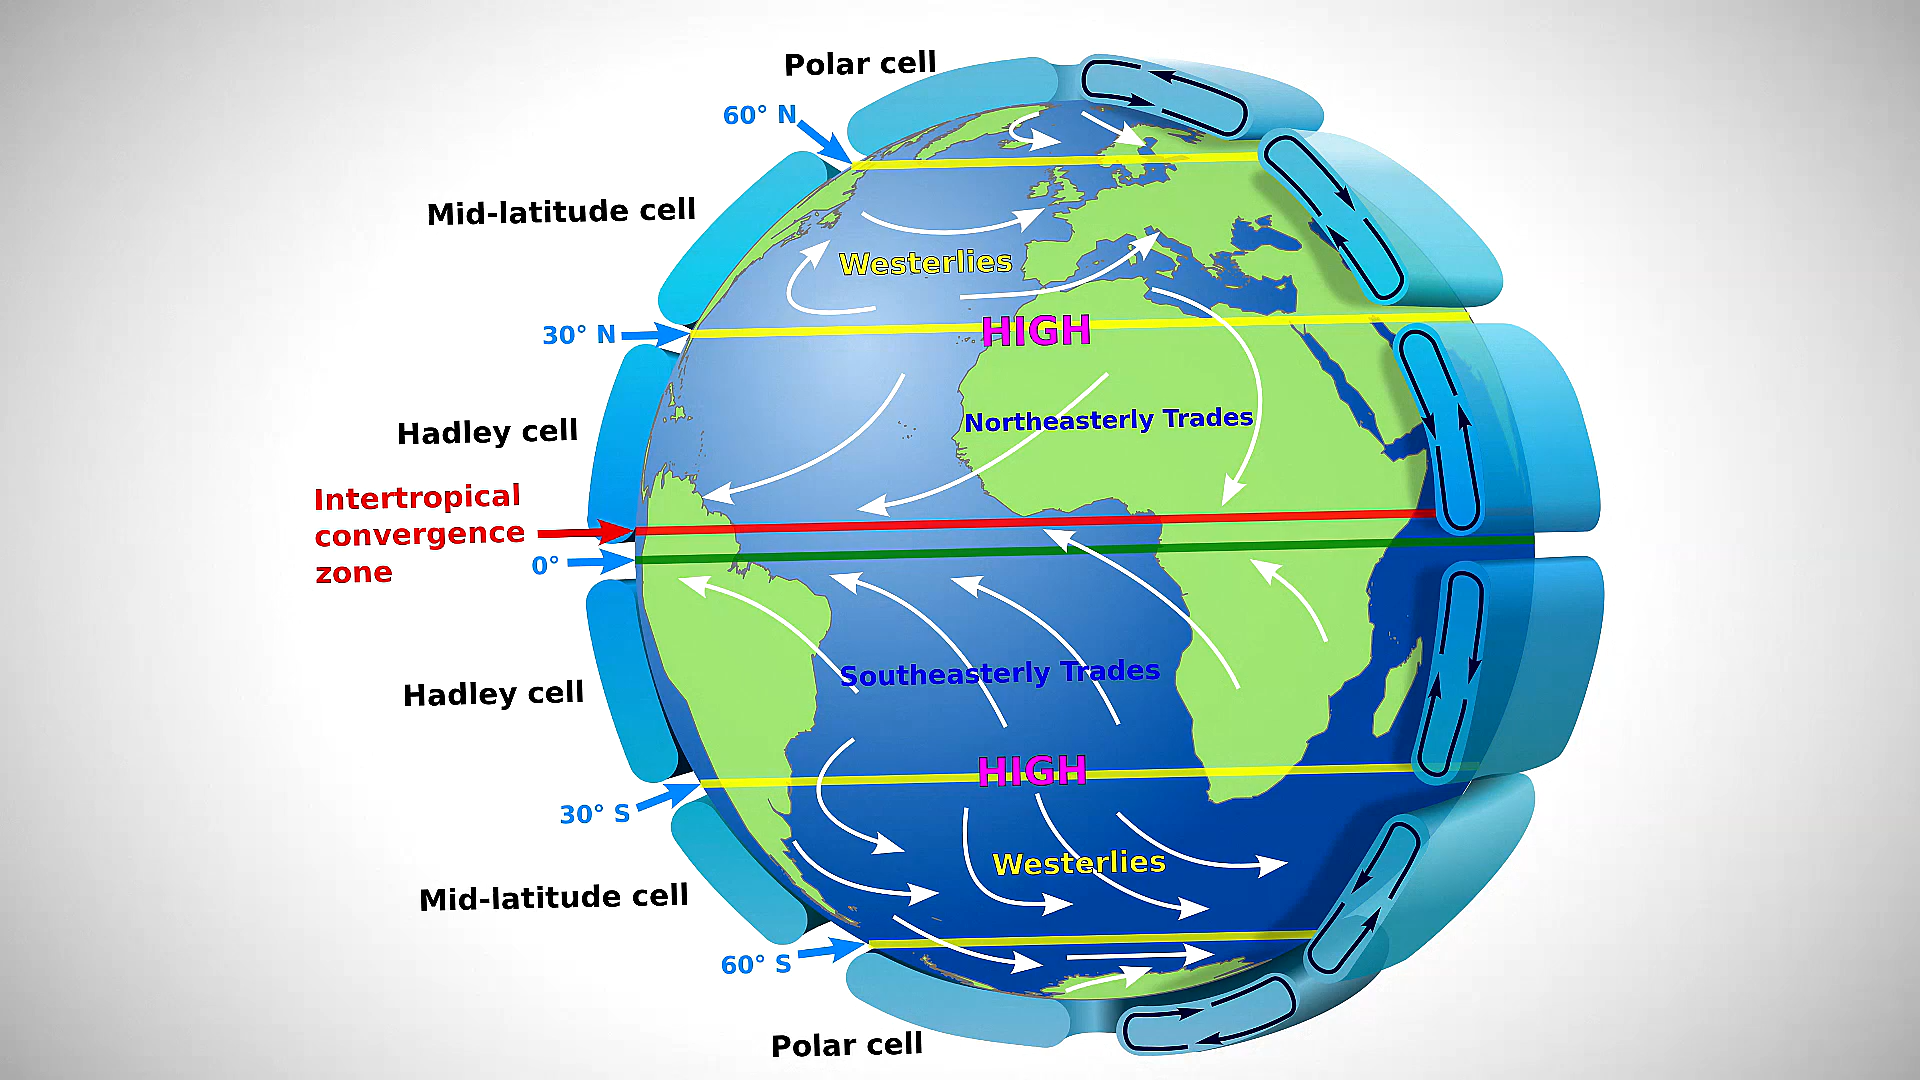 Polar cell
60° N
Mid-latitude cell
Westerlies
30° N
HIGH
Hadley cell
Northeasterly Trades
Intertropical
convergence
zone
0°
Hadley cell
Southeasterly Trades
HIGH
30° S
Westerlies
Mid-latitude cell
60° S
Polar cell